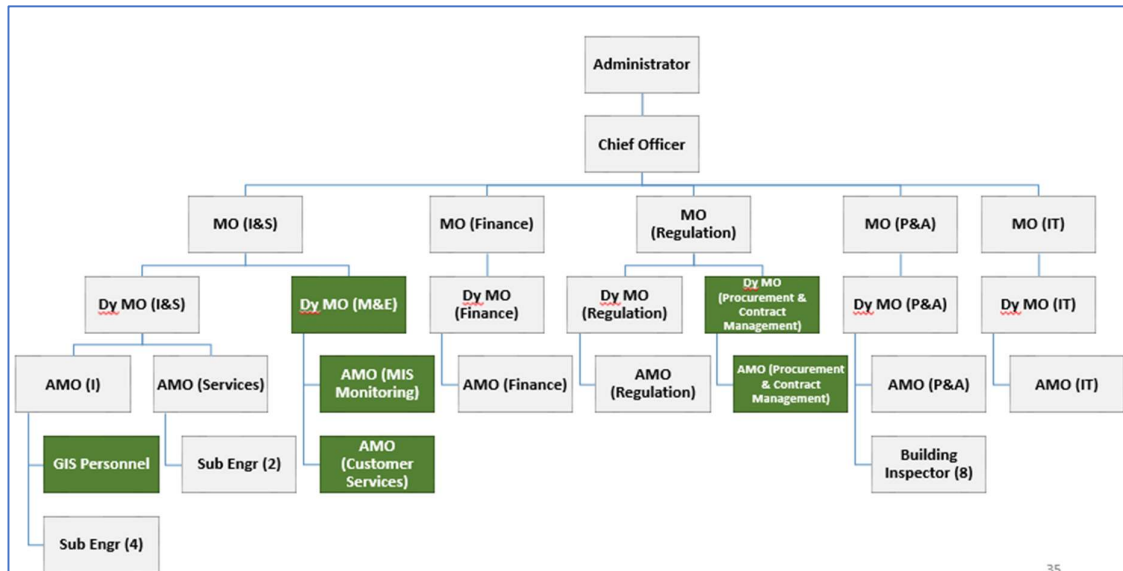 Administrator
Chief Officer
MO (I&S)
MO (Finance)
MO
(Regulation)
MO (P&A)
MO (IT)
Dy MO (I&S)
Dy MO (M&E)
Dy MO
(Finance)
Dy MO
(Regulation)
Dy MO
(Procurement &
Contract
Management)
Dy MO (P&A)
Dy MO (IT)
AMO (I)
AMO (Services)
AMO (MIS
Monitoring)
AMO (Finance)
AMO
(Regulation)
AMO (Procurement
& Contract
Management)
AMO (P&A)
AMO (IT)
GIS Personnel
Sub Engr (2)
AMO
(Customer
Services)
Building
Inspector (8)
Sub Engr (4)
35